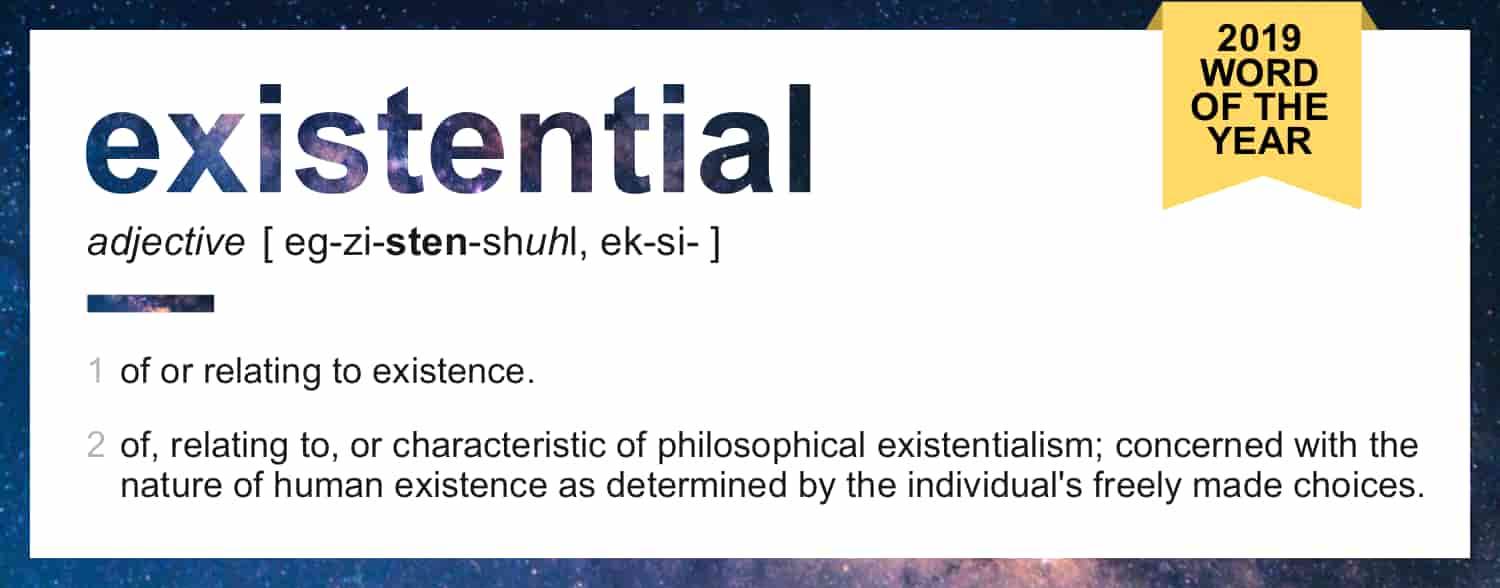 2019
WORD
OF THE
YEAR
existential
adjective [ eg-zi-sten-shuhl, ek-si- ]
1 of or relating to existence.
2 of, relating to, or characteristic of philosophical existentialism; concerned with the
nature of human existence as determined by the individual's freely made choices.